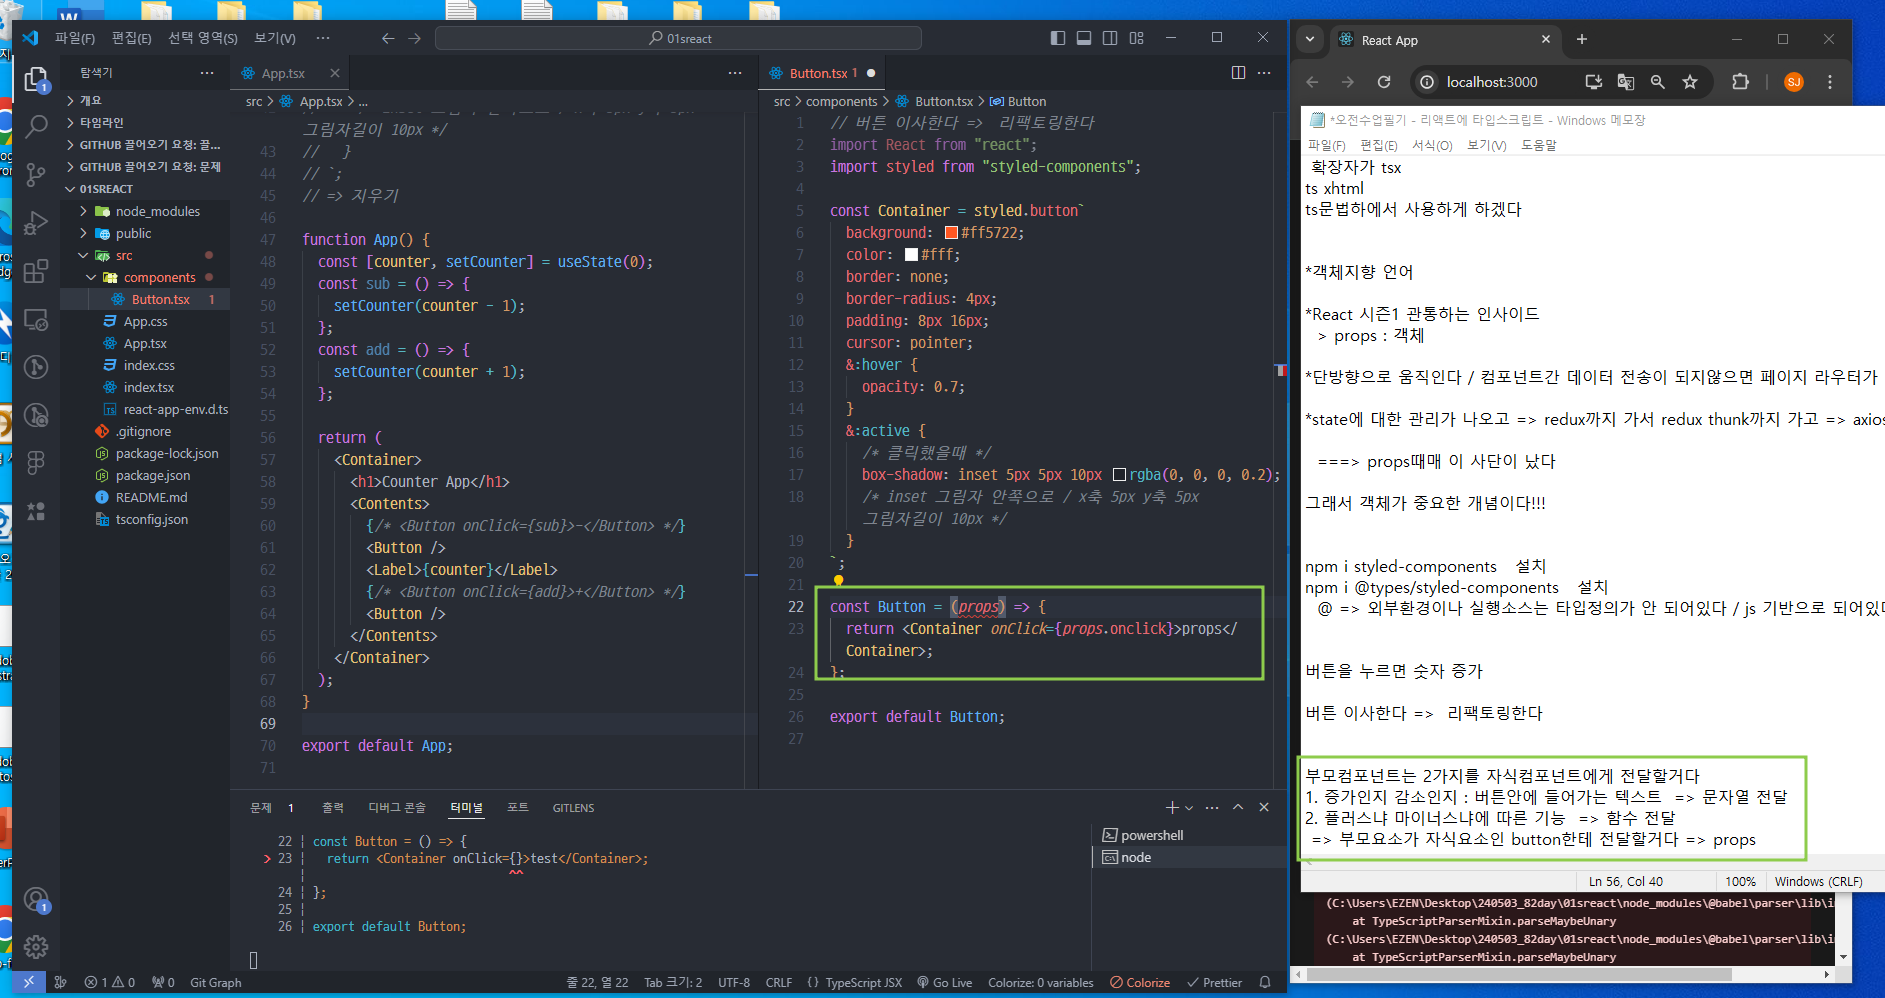 파일(F) 편집(E) 선택 영역(S) 보기(V) ···
01sreact
탐색기
개요
타임라인
GITHUB 끌어오기 요청: 끌...
GITHUB 끌어오기 요청: 문제
01SREACT
node_modules
public
src
components
Button.tsx 1
App.css
App.tsx
index.css
index.tsx
react-app-env.d.ts
.gitignore
package-lock.json
package.json
README.md
tsconfig.json
App.tsx
src > App.tsx > ...
그림자길이 10px */
43 // }
44 // `;
45 // => 지우기
46
47 function App() {
48 const [counter, setCounter] = useState(0);
49 const sub = () => {
50 setCounter(counter - 1);
51 };
52 const add = () => {
53 setCounter(counter + 1);
54 };
55
56 return (
57 <Container>
58 <h1>Counter App</h1>
59 <Contents>
60 {/* <Button onClick={sub}>-</Button> */}
61 <Button />
62 <Label>{counter}</Label>
63 {/* <Button onClick={add}>+</Button> */}
64 <Button />
65 </Contents>
66 </Container>
67 );
68 }
69
70 export default App;
71
Button.tsx 1
src > components > Button.tsx > Button
1 // 버튼 이사한다 => 리팩토링한다
2 import React from "react";
3 import styled from "styled-components";
4
5 const Container = styled.button`
6 background: #ff5722;
7 color: #fff;
8 border: none;
9 border-radius: 4px;
10 padding: 8px 16px;
11 cursor: pointer;
12 &:hover {
13 opacity: 0.7;
14 }
15 &:active {
16 /* 클릭했을때 */
17 box-shadow: inset 5px 5px 10px rgba(0, 0, 0, 0.2);
18 /* inset 그림자 안쪽으로 / x축 5px y축 5px
그림자길이 10px */
19 }
20 `;
21
22 const Button = (props) => {
23 return <Container onClick={props.onclick}>props</
Container>;
24 };
25
26 export default Button;
27
문제 1 출력 디버그 콘솔 터미널 포트 GITLENS
22 | const Button = () => {
> 23 | return <Container onClick={}>test</Container>;
| ^^
24 | };
25 |
26 | export default Button;
powershell
node
1 0 0 Git Graph 줄 22, 열 22 Tab 크기: 2 UTF-8 CRLF {} TypeScript JSX Go Live Colorize: 0 variables Colorize Prettier
React App
localhost:3000
SJ
*오전수업필기 - 리액트에 타입스크립트 - Windows 메모장
파일(F) 편집(E) 서식(O) 보기(V) 도움말
확장자가 tsx
ts xhtml
ts문법하에서 사용하게 하겠다
*객체지향 언어
*React 시즌1 관통하는 인사이드
> props : 객체
*단방향으로 움직인다 / 컴포넌트간 데이터 전송이 되지않으면 페이지 라우터가
*state에 대한 관리가 나오고 => redux까지 가서 redux thunk까지 가고 => axios
===> props때매 이 사단이 났다
그래서 객체가 중요한 개념이다!!!
npm i styled-components 설치
npm i @types/styled-components 설치
@ => 외부환경이나 실행소스는 타입정의가 안 되어있다 / js 기반으로 되어있다
버튼을 누르면 숫자 증가
버튼 이사한다 => 리팩토링한다
부모컴포넌트는 2가지를 자식컴포넌트에게 전달할거다
1. 증가인지 감소인지 : 버튼안에 들어가는 텍스트 => 문자열 전달
2. 플러스냐 마이너스냐에 따른 기능 => 함수 전달
=> 부모요소가 자식요소인 button한테 전달할거다 => props
Ln 56, Col 40 100% Windows (CRLF)
(C:\Users\EZEN\Desktop\240503_82day\01sreact\node_modules\@babel\parser\lib\i
at TypeScriptParserMixin.parseMaybeUnary
(C:\Users\EZEN\Desktop\240503_82day\01sreact\node_modules\@babel\parser\lib\i
at TypeScriptParserMixin.parseMaybeUnary